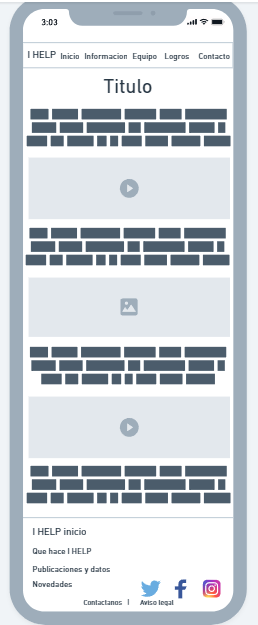 3:03
I HELP Inicio Informacion Equipo Logros Contacto
Titulo
I HELP inicio
Que hace I HELP
Publicaciones y datos
Novedades
Contactanos | Aviso legal